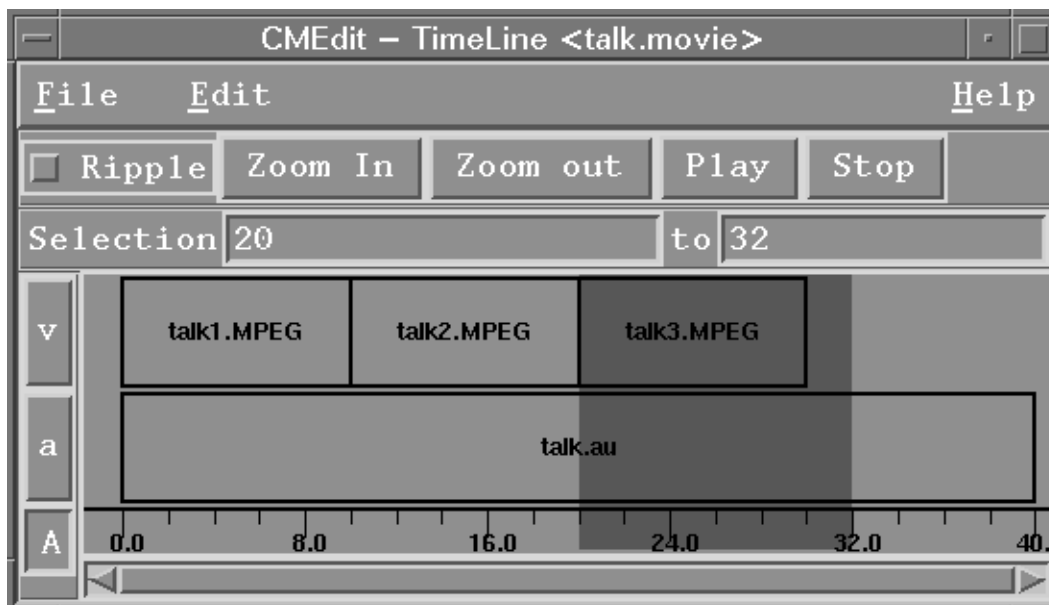 CMEdit – TimeLine <talk.movie>
File Edit Help
Ripple Zoom In Zoom out Play Stop
Selection 20 to 32
v talk1.MPEG talk2.MPEG talk3.MPEG
a talk.au
A 0.0 8.0 16.0 24.0 32.0 40.